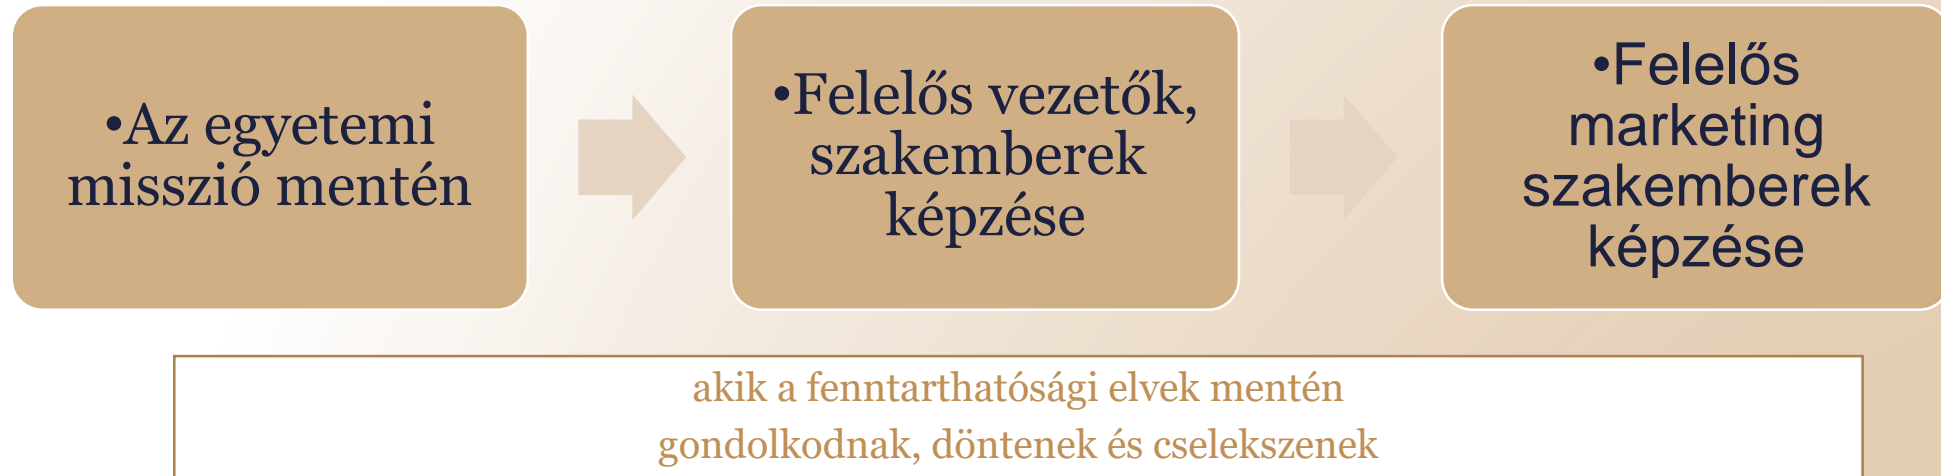 •Az egyetemi
misszió mentén
•Felelős vezetők,
szakemberek
képzése
•Felelős
marketing
szakemberek
képzése
akik a fenntarthatósági elvek mentén
gondolkodnak, döntenek és cselekszenek